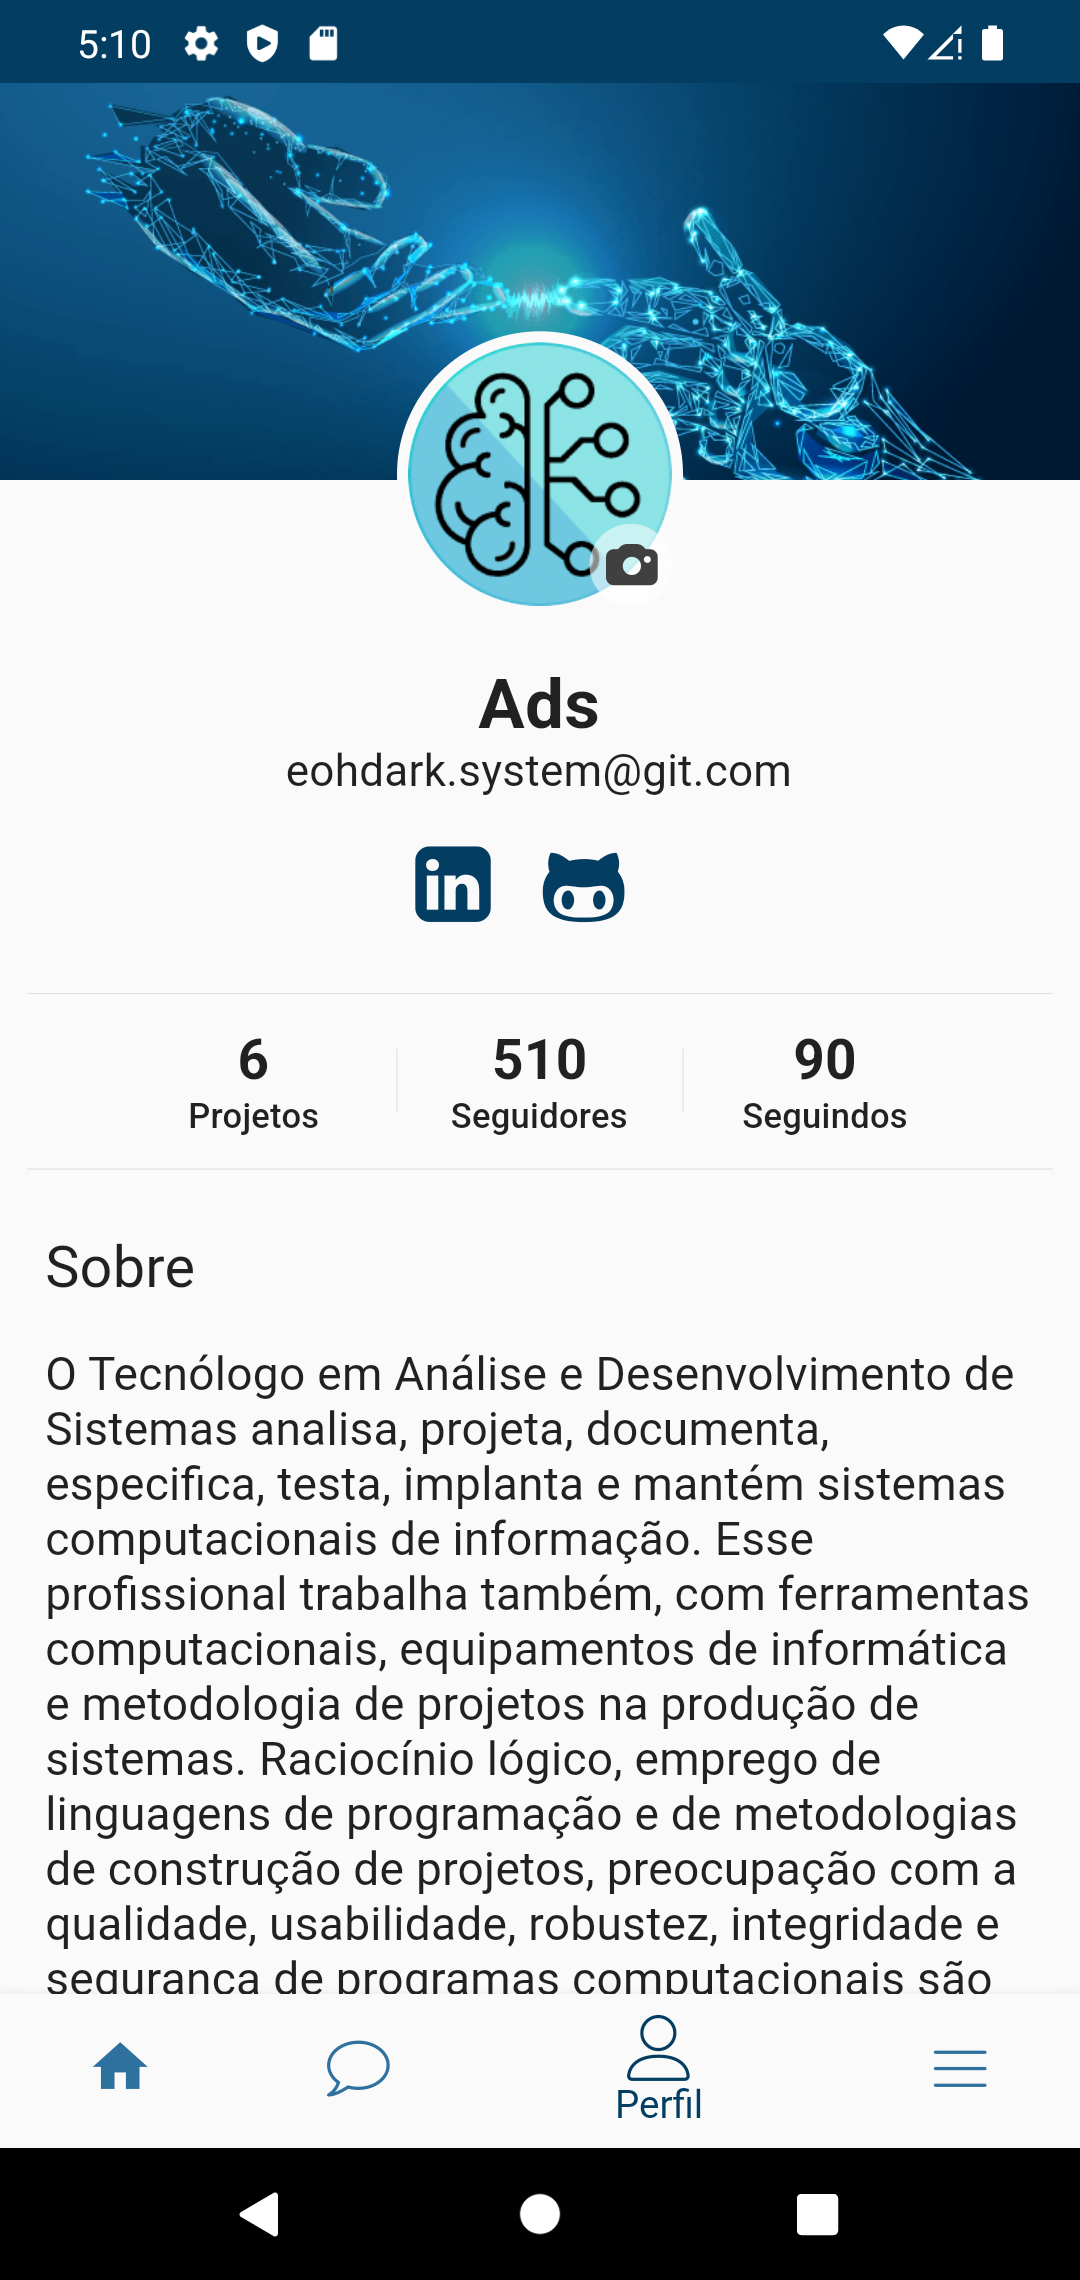 5:10
Ads
eohdark.system@git.com
in
6
510
90
Projetos
Seguidores
Seguindos
Sobre
O Tecnólogo em Análise e Desenvolvimento de
Sistemas analisa, projeta, documenta,
especifica, testa, implanta e mantém sistemas
computacionais de informação. Esse
profissional trabalha também, com ferramentas
computacionais, equipamentos de informática
e metodologia de projetos na produção de
sistemas. Raciocínio lógico, emprego de
linguagens de programação e de metodologias
de construção de projetos, preocupação com a
qualidade, usabilidade, robustez, integridade e
segurança de programas computacionais são
Perfil